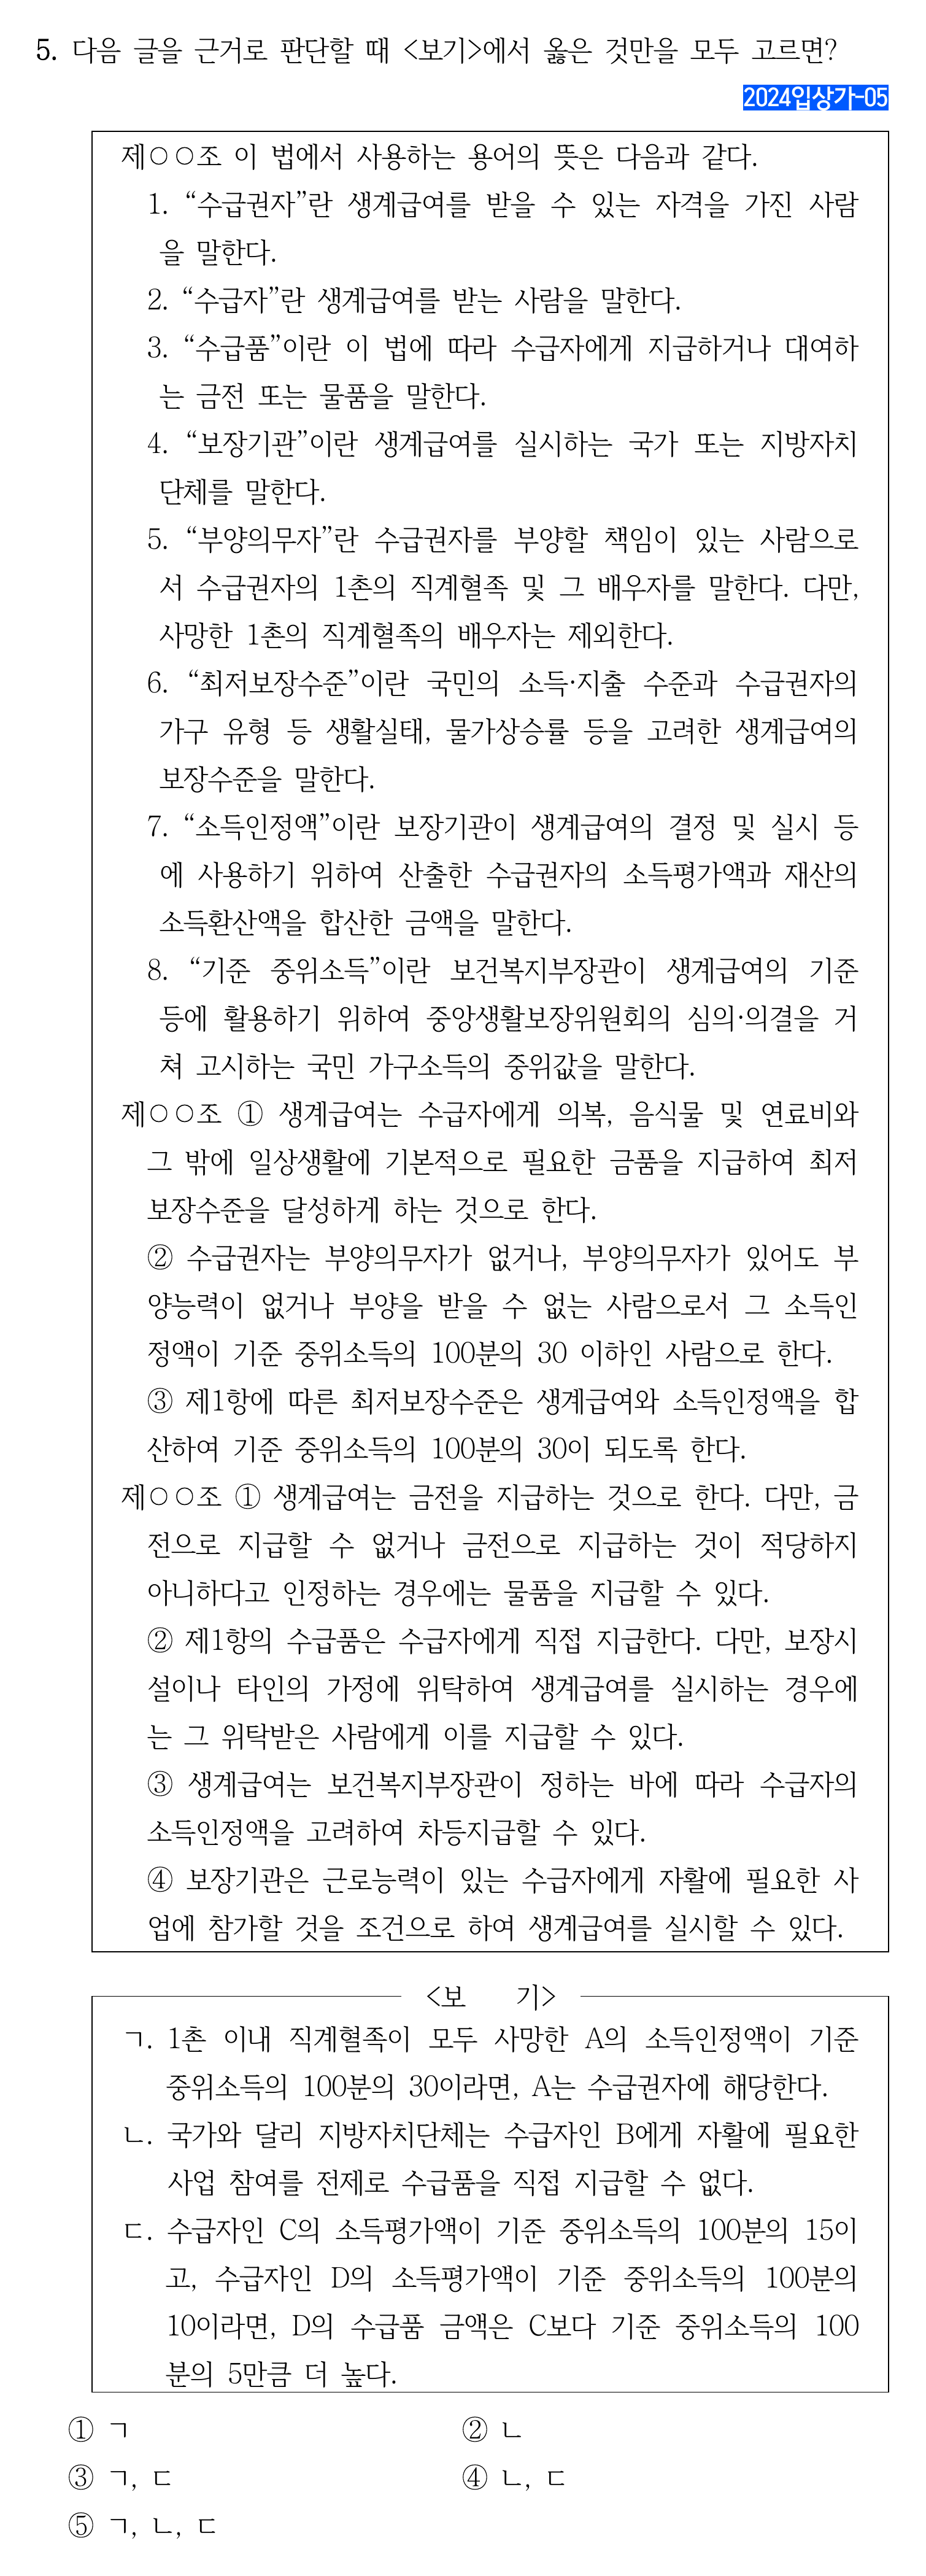 5. 다음 글을 근거로 판단할 때 <보기>에서 옳은 것만을 모두 고르면?
2024입상가-05
제○○조 이 법에서 사용하는 용어의 뜻은 다음과 같다.
1. “수급권자”란 생계급여를 받을 수 있는 자격을 가진 사람
을 말한다.
2. “수급자”란 생계급여를 받는 사람을 말한다.
3. “수급품”이란 이 법에 따라 수급자에게 지급하거나 대여하
는 금전 또는 물품을 말한다.
4. “보장기관”이란 생계급여를 실시하는 국가 또는 지방자치
단체를 말한다.
5. “부양의무자”란 수급권자를 부양할 책임이 있는 사람으로
서 수급권자의 1촌의 직계혈족 및 그 배우자를 말한다. 다만,
사망한 1촌의 직계혈족의 배우자는 제외한다.
6. “최저보장수준”이란 국민의 소득·지출 수준과 수급권자의
가구 유형 등 생활실태, 물가상승률 등을 고려한 생계급여의
보장수준을 말한다.
7. “소득인정액”이란 보장기관이 생계급여의 결정 및 실시 등
에 사용하기 위하여 산출한 수급권자의 소득평가액과 재산의
소득환산액을 합산한 금액을 말한다.
8. “기준 중위소득”이란 보건복지부장관이 생계급여의 기준
등에 활용하기 위하여 중앙생활보장위원회의 심의·의결을 거
쳐 고시하는 국민 가구소득의 중위값을 말한다.
제○○조 ① 생계급여는 수급자에게 의복, 음식물 및 연료비와
그 밖에 일상생활에 기본적으로 필요한 금품을 지급하여 최저
보장수준을 달성하게 하는 것으로 한다.
② 수급권자는 부양의무자가 없거나, 부양의무자가 있어도 부
양능력이 없거나 부양을 받을 수 없는 사람으로서 그 소득인
정액이 기준 중위소득의 100분의 30 이하인 사람으로 한다.
③ 제1항에 따른 최저보장수준은 생계급여와 소득인정액을 합
산하여 기준 중위소득의 100분의 30이 되도록 한다.
제○○조 ① 생계급여는 금전을 지급하는 것으로 한다. 다만, 금
전으로 지급할 수 없거나 금전으로 지급하는 것이 적당하지
아니하다고 인정하는 경우에는 물품을 지급할 수 있다.
② 제1항의 수급품은 수급자에게 직접 지급한다. 다만, 보장시
설이나 타인의 가정에 위탁하여 생계급여를 실시하는 경우에
는 그 위탁받은 사람에게 이를 지급할 수 있다.
③ 생계급여는 보건복지부장관이 정하는 바에 따라 수급자의
소득인정액을 고려하여 차등지급할 수 있다.
④ 보장기관은 근로능력이 있는 수급자에게 자활에 필요한 사
업에 참가할 것을 조건으로 하여 생계급여를 실시할 수 있다.
<보 기>
ㄱ. 1촌 이내 직계혈족이 모두 사망한 A의 소득인정액이 기준
중위소득의 100분의 30이라면, A는 수급권자에 해당한다.
ㄴ. 국가와 달리 지방자치단체는 수급자인 B에게 자활에 필요한
사업 참여를 전제로 수급품을 직접 지급할 수 없다.
ㄷ. 수급자인 C의 소득평가액이 기준 중위소득의 100분의 15이
고, 수급자인 D의 소득평가액이 기준 중위소득의 100분의
10이라면, D의 수급품 금액은 C보다 기준 중위소득의 100
분의 5만큼 더 높다.
① ㄱ ② ㄴ
③ ㄱ, ㄷ ④ ㄴ, ㄷ
⑤ ㄱ, ㄴ, ㄷ